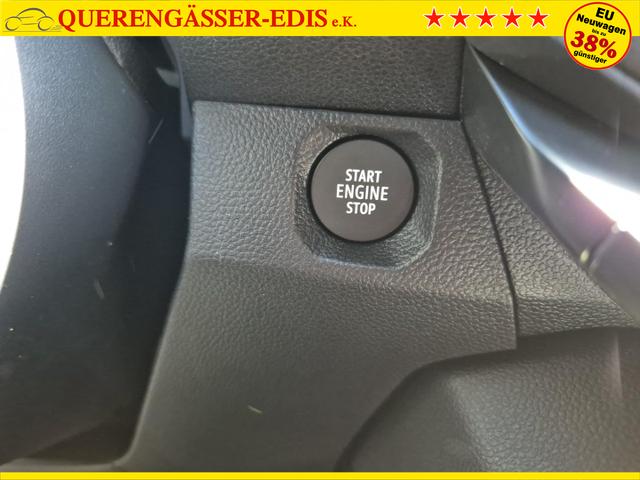 QUERENGÄSSER-EDIS e.K.
EU
Neuwagen
bis zu
38%
günstiger
START
ENGINE
STOP